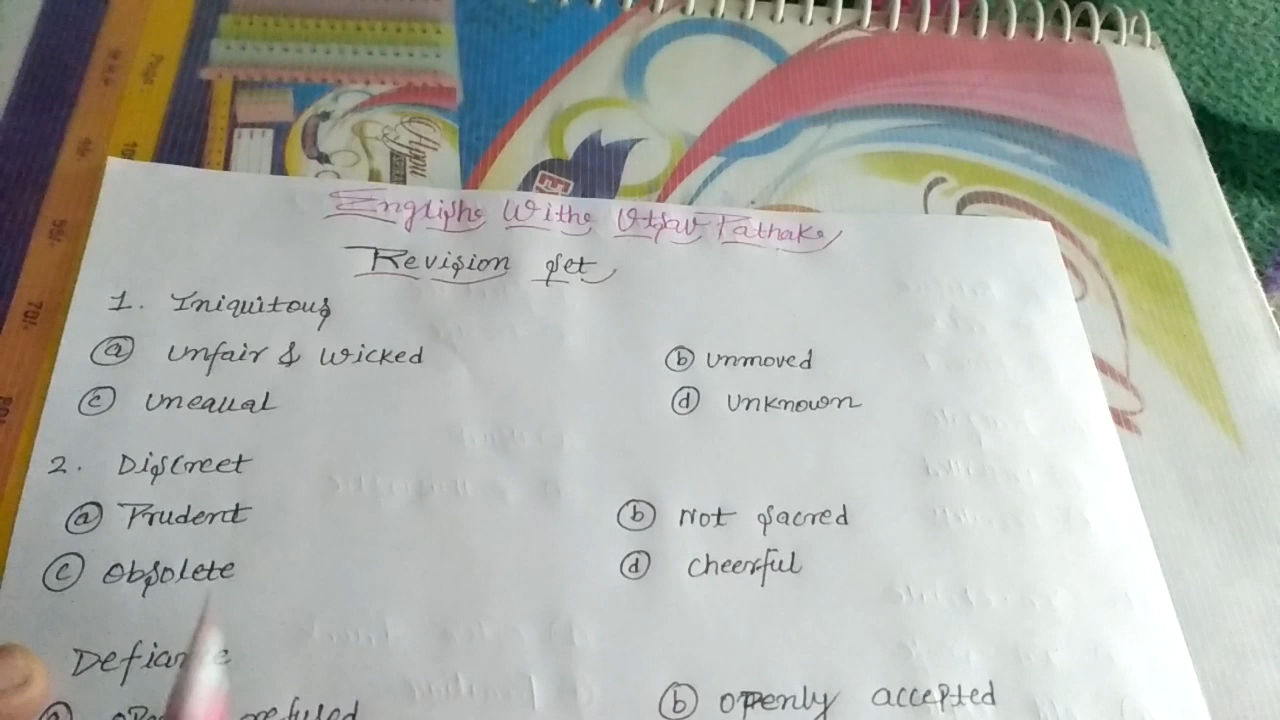 English With Utsav Pathak
Revision Set
1. Iniquitous
(a) Unfair & Wicked (b) Unmoved
(c) Unequal (d) Unknown
2. Discreet
(a) Prudent (b) Not Sacred
(c) Obsolete (d) Cheerful
Defiance
(a) refused (b) Openly accepted